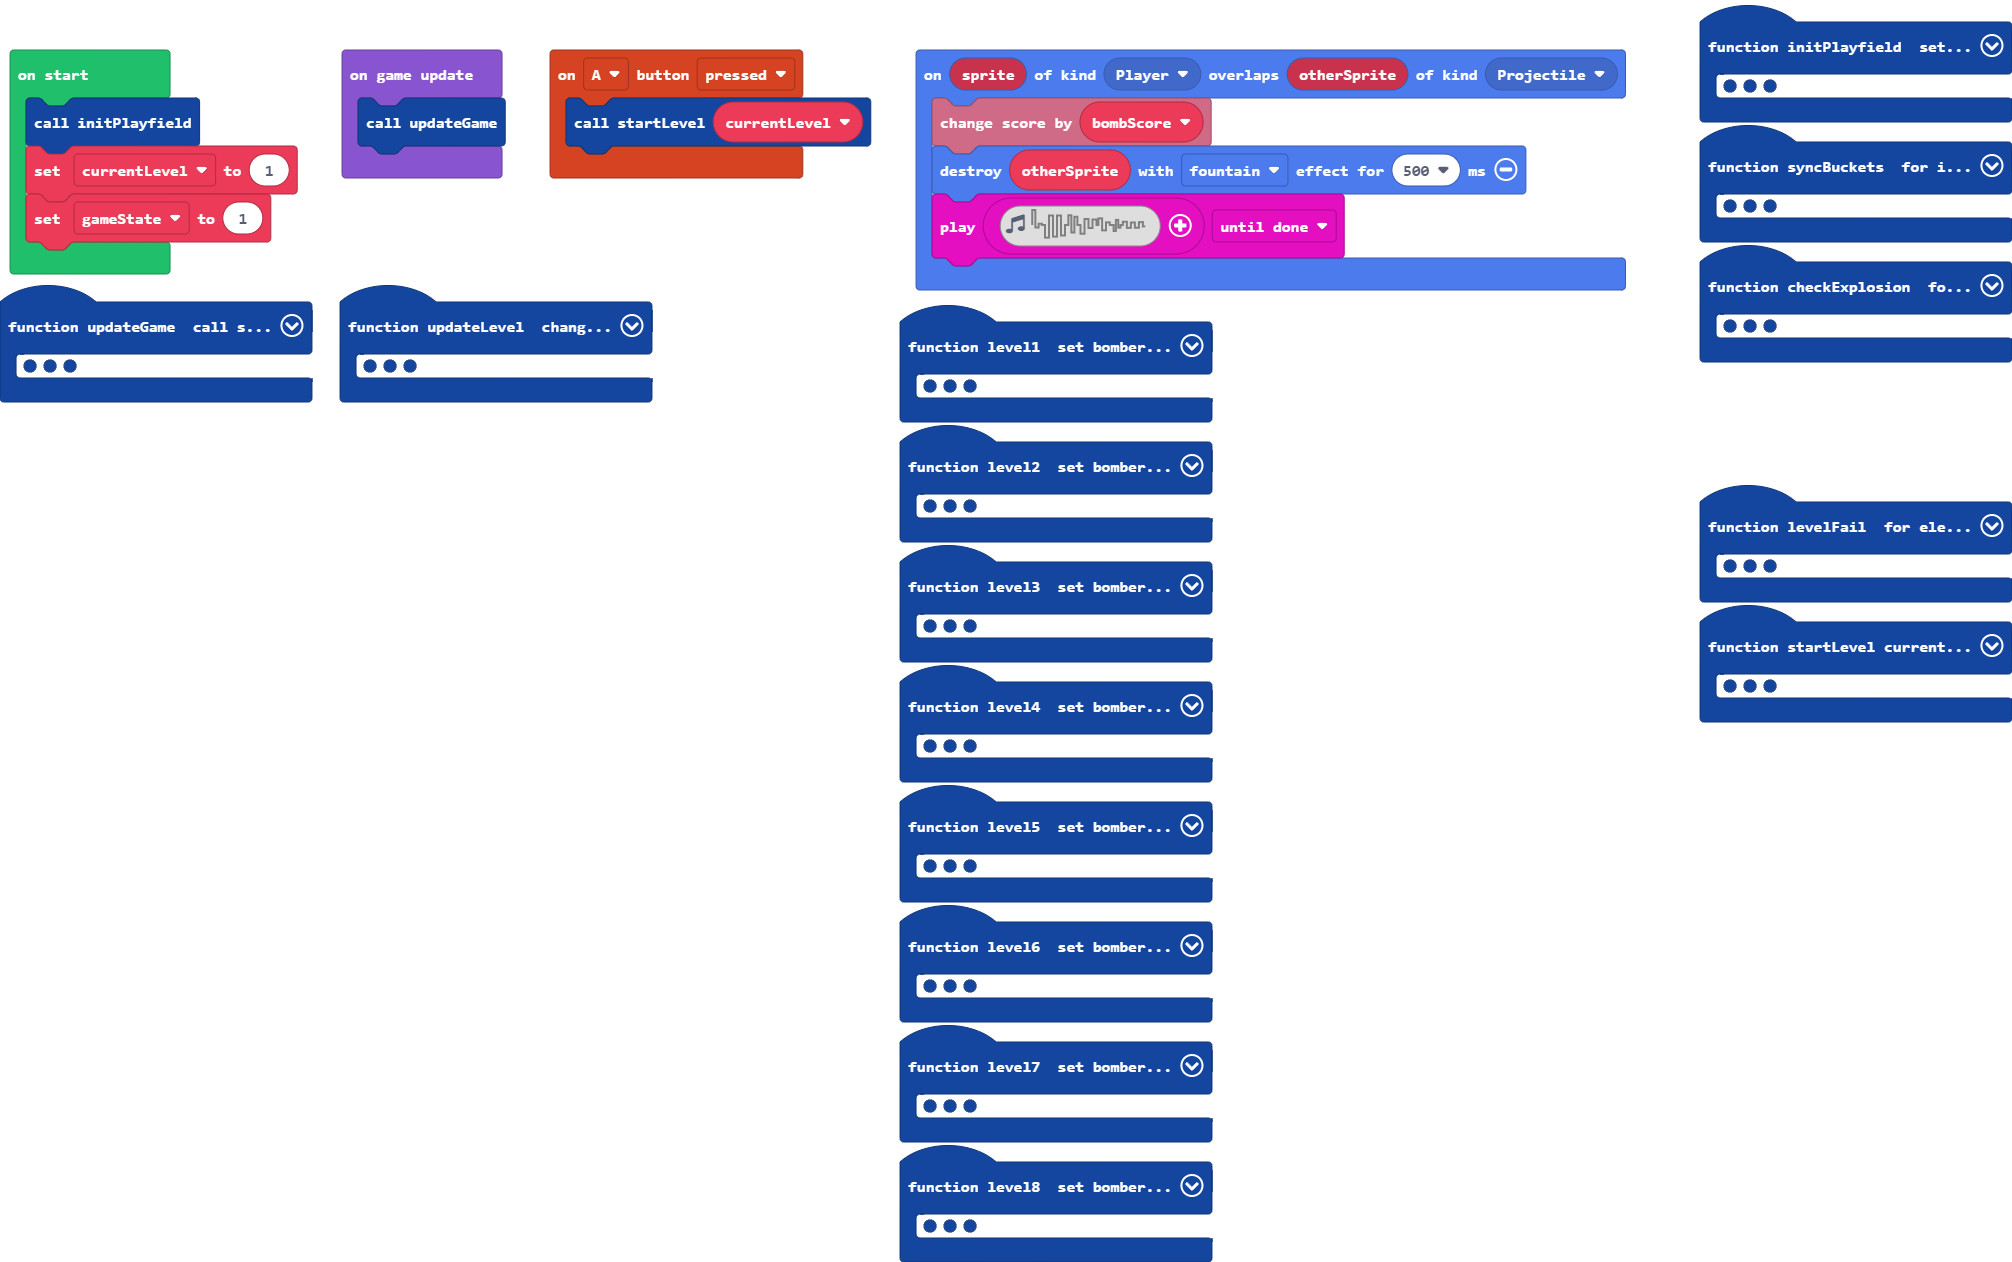 on start
call initPlayfield
set currentLevel to 1
set gameState to 1
on game update
call updateGame
on A button pressed
call startLevel currentLevel
on sprite of kind Player overlaps otherSprite of kind Projectile
change score by bombScore
destroy otherSprite with fountain effect for 500 ms
play until done
function updateGame call s...
function updateLevel chang...
function level1 set bomber...
function level2 set bomber...
function level3 set bomber...
function level4 set bomber...
function level5 set bomber...
function level6 set bomber...
function level7 set bomber...
function level8 set bomber...
function initPlayfield set...
function syncBuckets for i...
function checkExplosion fo...
function levelFail for ele...
function startLevel current...